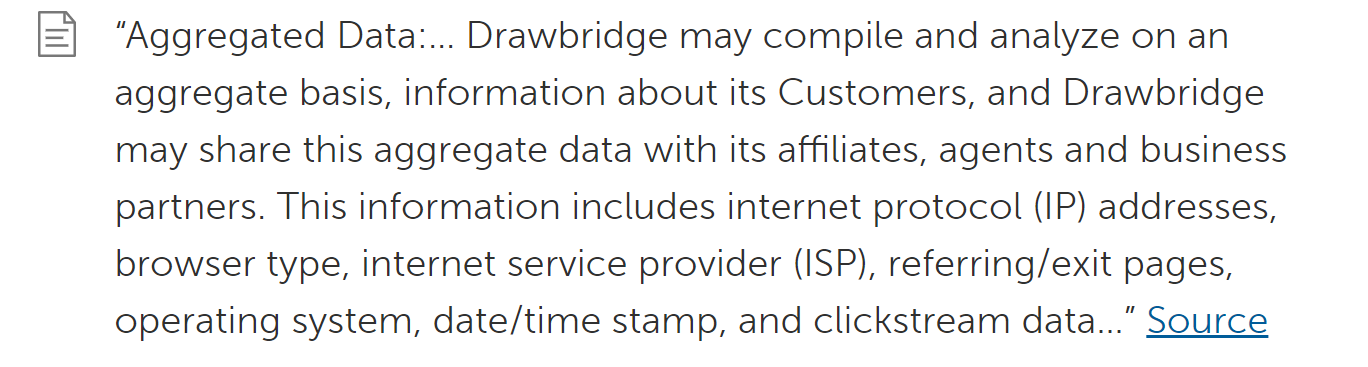 “Aggregated Data:... Drawbridge may compile and analyze on an
aggregate basis, information about its Customers, and Drawbridge
may share this aggregate data with its affiliates, agents and business
partners. This information includes internet protocol (IP) addresses,
browser type, internet service provider (ISP), referring/exit pages,
operating system, date/time stamp, and clickstream data...” Source